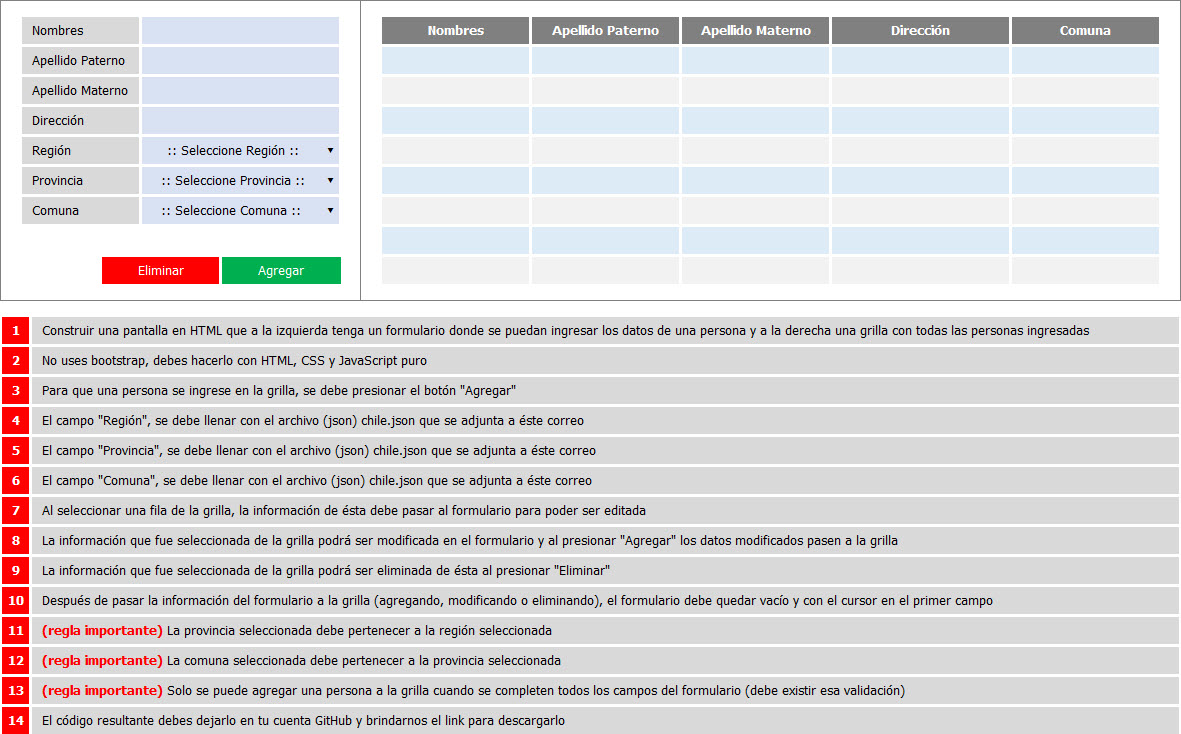 Nombres
Apellido Paterno
Apellido Materno
Dirección
Región :: Seleccione Región ::
Provincia :: Seleccione Provincia ::
Comuna :: Seleccione Comuna ::
Eliminar Agregar
Nombres Apellido Paterno Apellido Materno Dirección Comuna
1 Construir una pantalla en HTML que a la izquierda tenga un formulario donde se puedan ingresar los datos de una persona y a la derecha una grilla con todas las personas ingresadas
2 No uses bootstrap, debes hacerlo con HTML, CSS y JavaScript puro
3 Para que una persona se ingrese en la grilla, se debe presionar el botón "Agregar"
4 El campo "Región", se debe llenar con el archivo (json) chile.json que se adjunta a éste correo
5 El campo "Provincia", se debe llenar con el archivo (json) chile.json que se adjunta a éste correo
6 El campo "Comuna", se debe llenar con el archivo (json) chile.json que se adjunta a éste correo
7 Al seleccionar una fila de la grilla, la información de ésta debe pasar al formulario para poder ser editada
8 La información que fue seleccionada de la grilla podrá ser modificada en el formulario y al presionar "Agregar" los datos modificados pasen a la grilla
9 La información que fue seleccionada de la grilla podrá ser eliminada de ésta al presionar "Eliminar"
10 Después de pasar la información del formulario a la grilla (agregando, modificando o eliminando), el formulario debe quedar vacío y con el cursor en el primer campo
11 (regla importante) La provincia seleccionada debe pertenecer a la región seleccionada
12 (regla importante) La comuna seleccionada debe pertenecer a la provincia seleccionada
13 (regla importante) Solo se puede agregar una persona a la grilla cuando se completen todos los campos del formulario (debe existir esa validación)
14 El código resultante debes dejarlo en tu cuenta GitHub y brindarnos el link para descargarlo